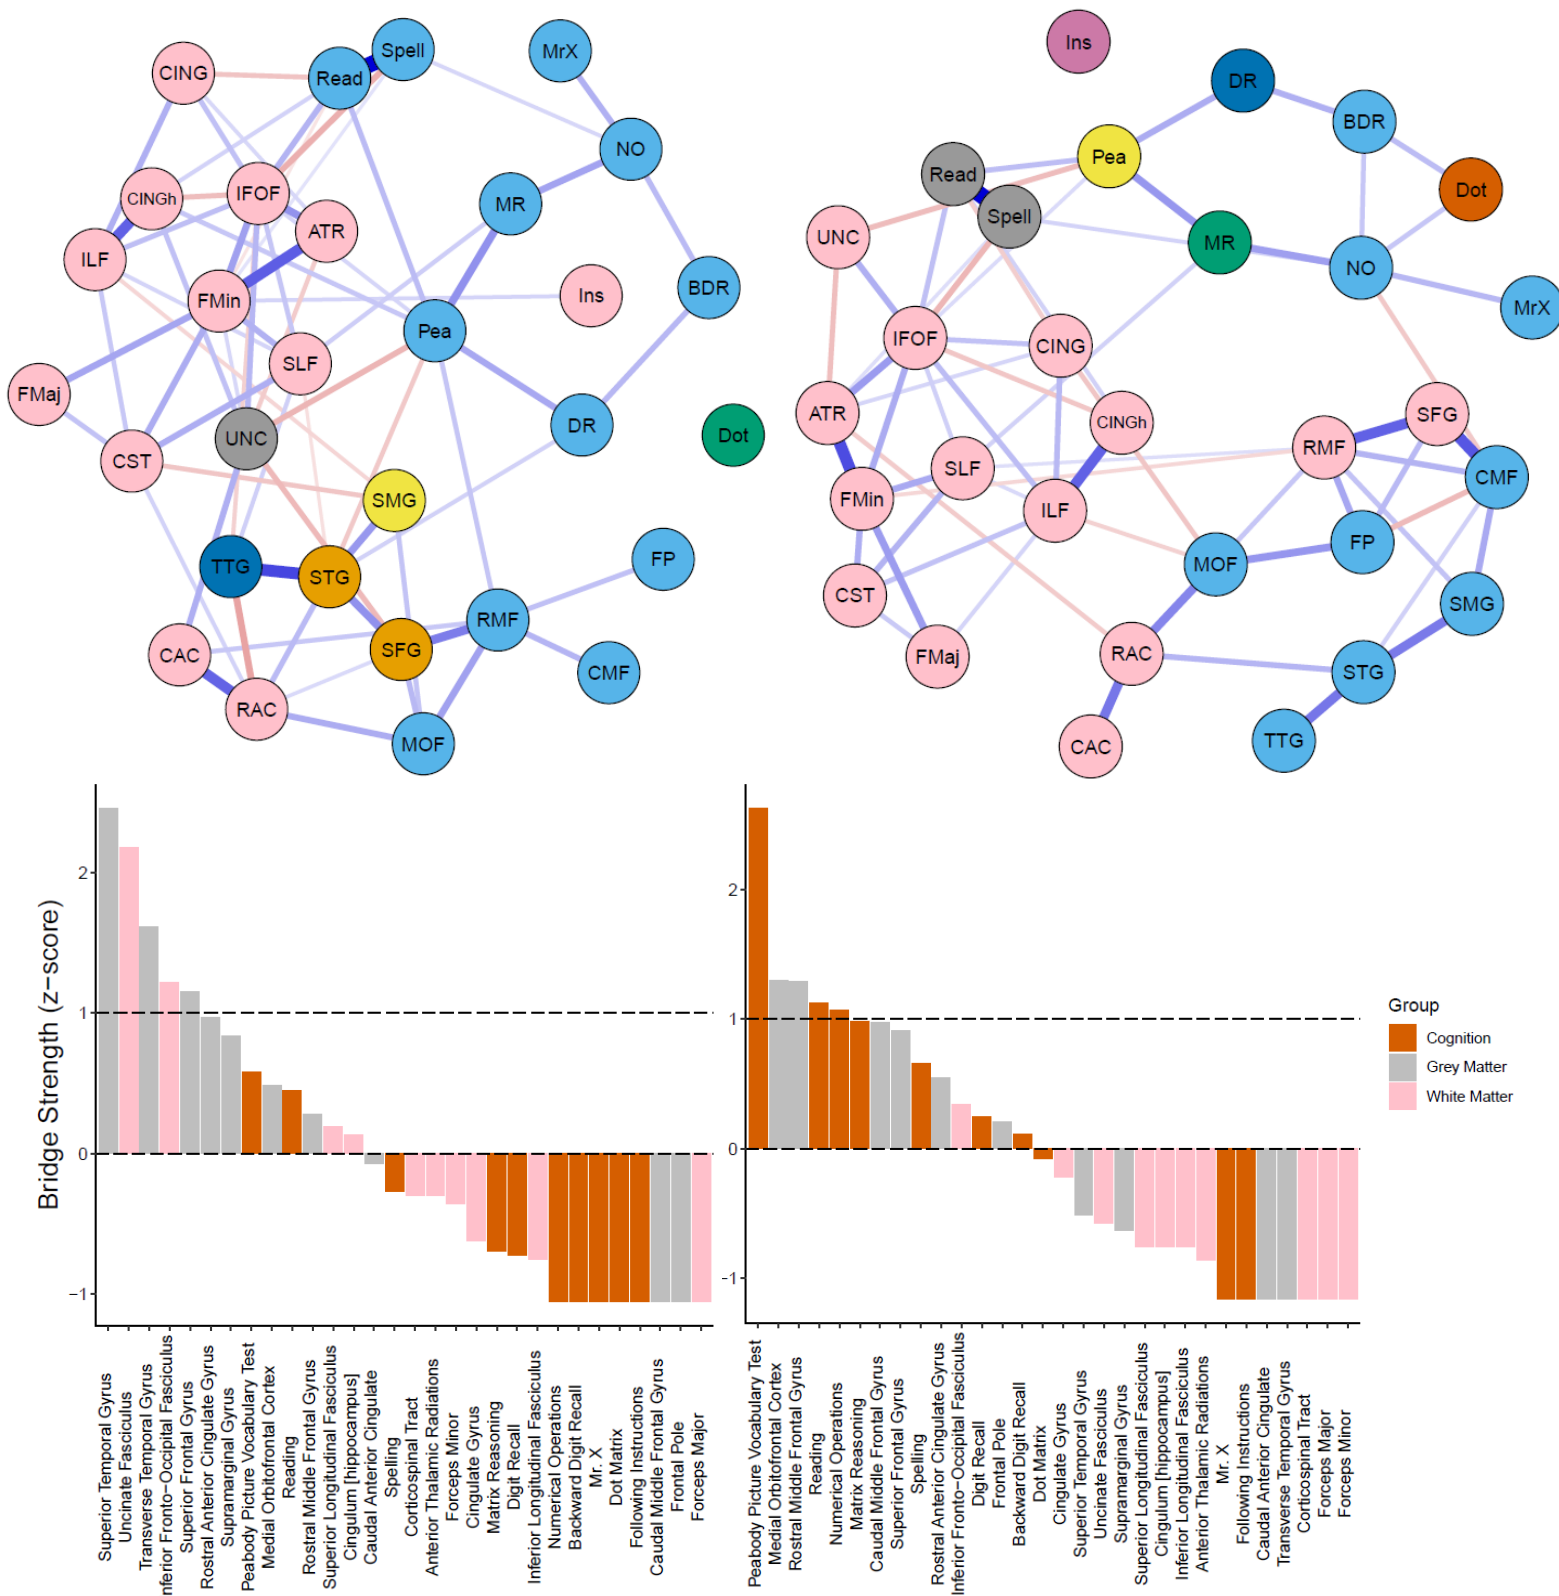 Spell
MrX
CING
Read
NO
CINGh
IFOF
MR
ATR
ILF
FMin
BDR
Ins
Pea
SLF
FMaj
UNC
DR
Dot
CST
SMG
TTG
STG
FP
SFG
RMF
CAC
CMF
RAC
MOF
Ins
DR
BDR
Pea
Read
Dot
Spell
UNC
MR
NO
MrX
IFOF
CING
ATR
CINGh
SFG
RMF
SLF
CMF
FMin
ILF
FP
MOF
CST
SMG
FMaj
RAC
STG
CAC
TTG
Bridge Strength (z−score)
2
1
0
−1
Superior Temporal Gyrus
Uncinate Fasciculus
Transverse Temporal Gyrus
nferior Fronto−Occipital Fasciculus
Superior Frontal Gyrus
Rostral Anterior Cingulate Gyrus
Supramarginal Gyrus
Peabody Picture Vocabulary Test
Medial Orbitofrontal Cortex
Reading
Rostral Middle Frontal Gyrus
Superior Longitudinal Fasciculus
Cingulum [hippocampus]
Caudal Anterior Cingulate
Spelling
Corticospinal Tract
Anterior Thalamic Radiations
Forceps Minor
Cingulate Gyrus
Matrix Reasoning
Digit Recall
Inferior Longitudinal Fasciculus
Numerical Operations
Backward Digit Recall
Mr. X
Dot Matrix
Following Instructions
Caudal Middle Frontal Gyrus
Frontal Pole
Forceps Major
2
1
0
−1
Peabody Picture Vocabulary Test
Medial Orbitofrontal Cortex
Rostral Middle Frontal Gyrus
Reading
Numerical Operations
Matrix Reasoning
Caudal Middle Frontal Gyrus
Superior Frontal Gyrus
Spelling
Rostral Anterior Cingulate Gyrus
Inferior Fronto−Occipital Fasciculus
Digit Recall
Frontal Pole
Backward Digit Recall
Dot Matrix
Cingulate Gyrus
Superior Temporal Gyrus
Uncinate Fasciculus
Supramarginal Gyrus
Superior Longitudinal Fasciculus
Cingulum [hippocampus]
Inferior Longitudinal Fasciculus
Anterior Thalamic Radiations
Mr. X
Following Instructions
Caudal Anterior Cingulate
Transverse Temporal Gyrus
Corticospinal Tract
Forceps Major
Forceps Minor
Group
Cognition
Grey Matter
White Matter